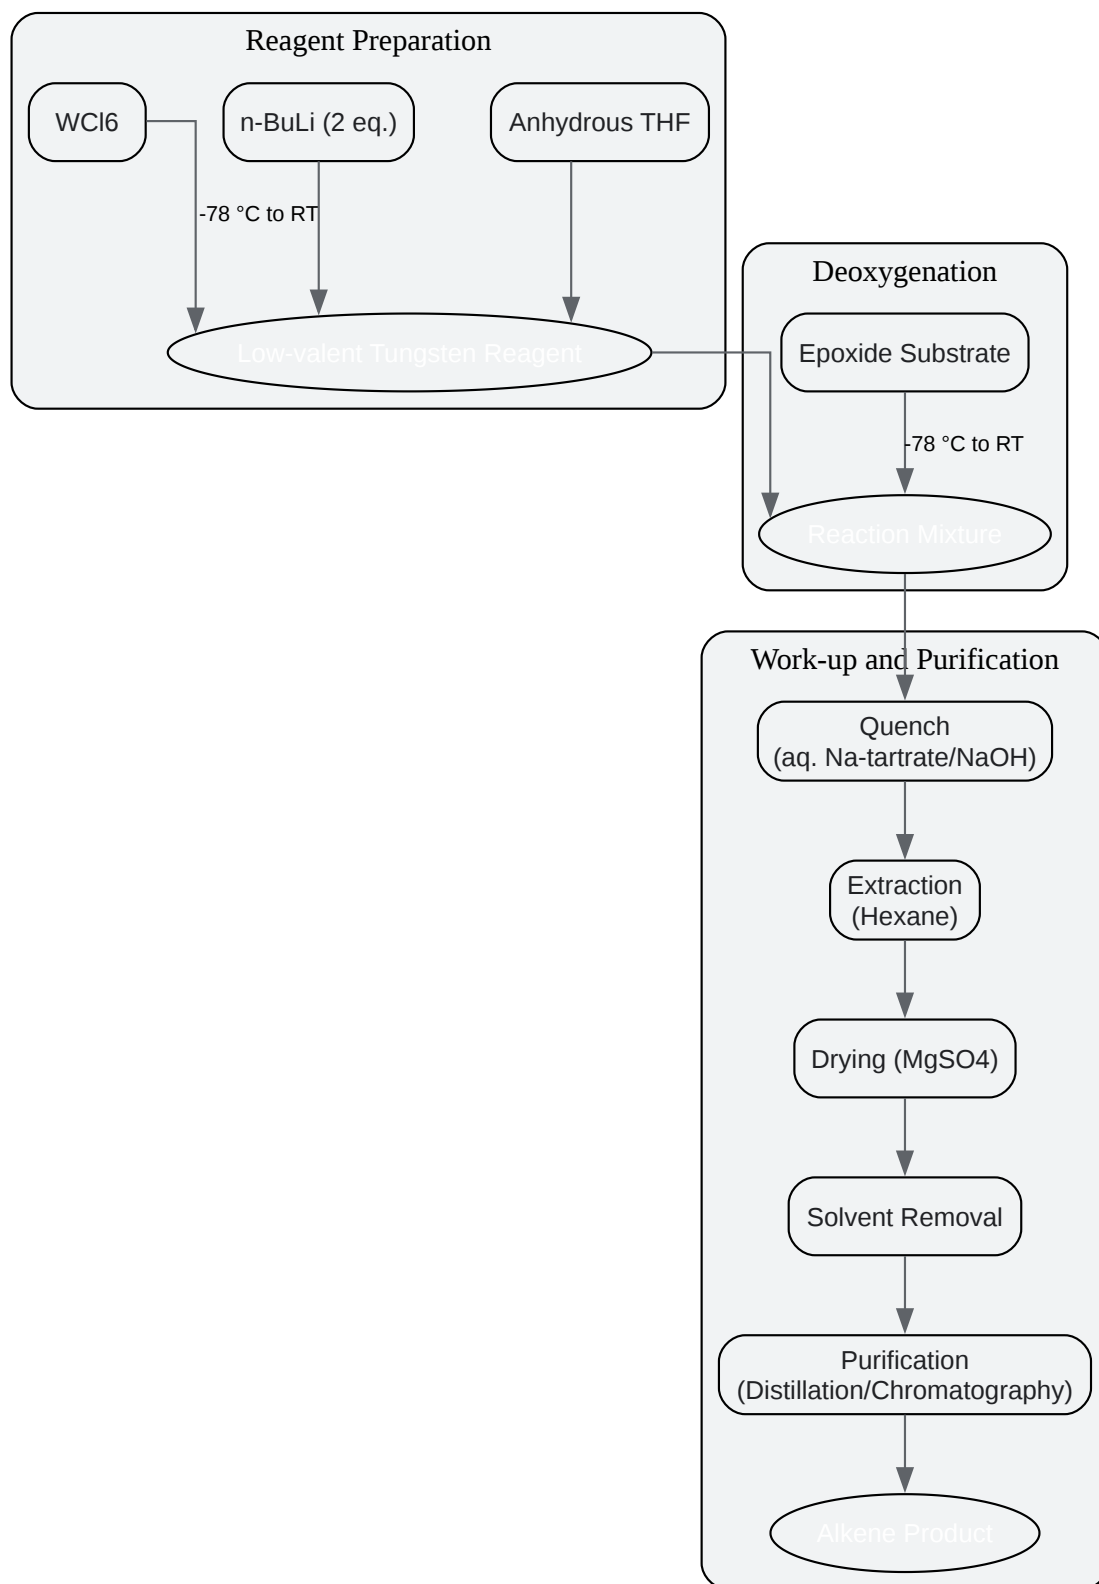 Reagent Preparation
WCl6
n-BuLi (2 eq.)
Anhydrous THF
-78 °C to RT
Low-valent Tungsten Reagent
Deoxygenation
Epoxide Substrate
-78 °C to RT
Reaction Mixture
Work-up and Purification
Quench
(aq. Na-tartrate/NaOH)
Extraction
(Hexane)
Drying (MgSO4)
Solvent Removal
Purification
(Distillation/Chromatography)
Alkene Product